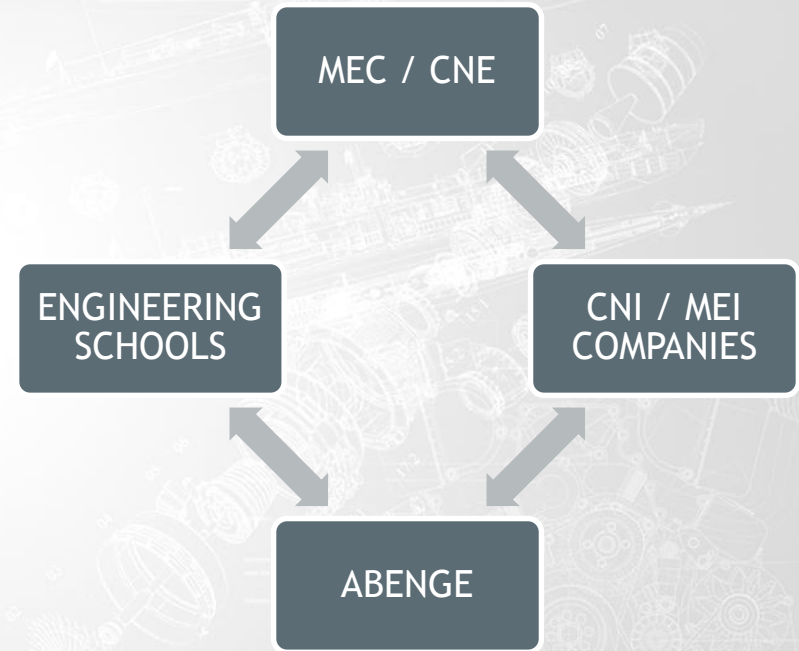 MEC / CNE
ENGINEERING
SCHOOLS
CNI / MEI
COMPANIES
ABENGE